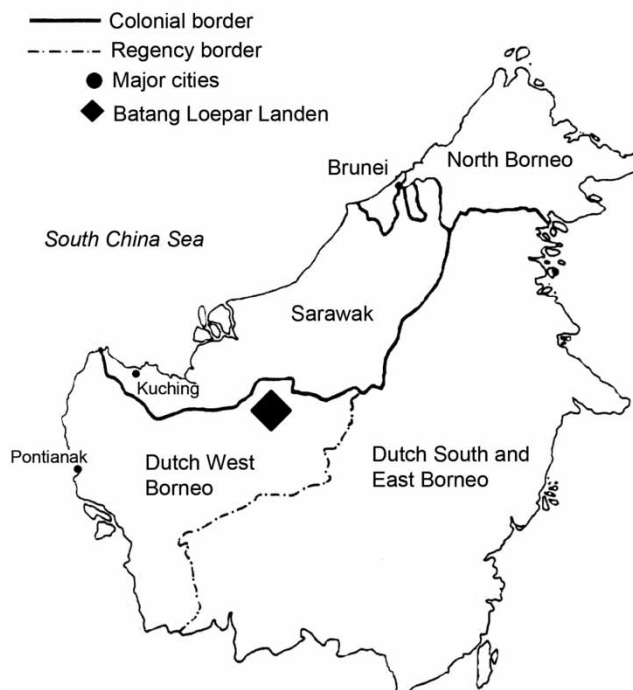 Colonial border
Regency border
Major cities
Batang Loepar Landen
North Borneo
Brunei
South China Sea
Sarawak
Kuching
Pontianak
Dutch West
Borneo
Dutch South and
East Borneo